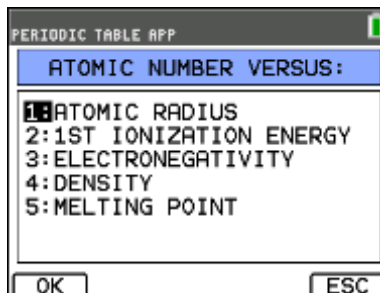 PERIODIC TABLE APP
ATOMIC NUMBER VERSUS:
1:ATOMIC RADIUS
2:1ST IONIZATION ENERGY
3:ELECTRONEGATIVITY
4:DENSITY
5:MELTING POINT
OK ESC